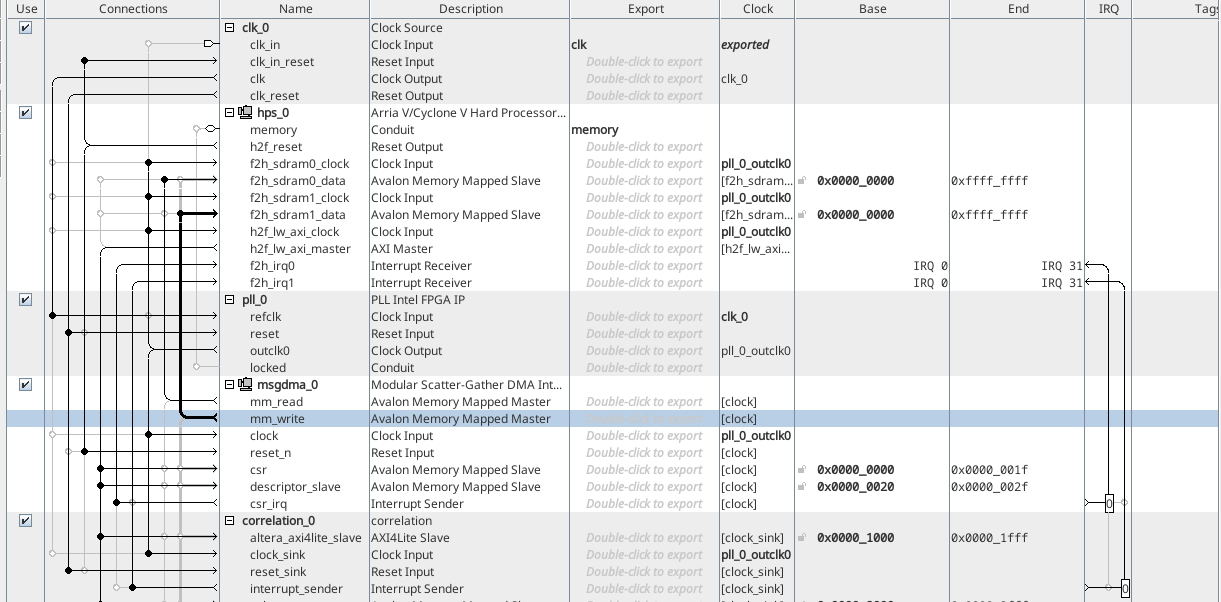 Use Connections Name Description Export Clock Base End IRQ Tags
clk_0 Clock Source
clk_in Clock Input clk exported
clk_in_reset Reset Input Double-click to export
clk Clock Output Double-click to export clk_0
clk_reset Reset Output Double-click to export
hps_0 Arria V/Cyclone V Hard Processor...
memory Conduit memory
h2f_reset Reset Output Double-click to export
f2h_sdram0_clock Clock Input Double-click to export pll_0_outclk0
f2h_sdram0_data Avalon Memory Mapped Slave Double-click to export [f2h_sdram... 0x0000_0000 0xffff_ffff
f2h_sdram1_clock Clock Input Double-click to export pll_0_outclk0
f2h_sdram1_data Avalon Memory Mapped Slave Double-click to export [f2h_sdram... 0x0000_0000 0xffff_ffff
h2f_lw_axi_clock Clock Input Double-click to export pll_0_outclk0
h2f_lw_axi_master AXI Master Double-click to export [h2f_lw_axi...
f2h_irq0 Interrupt Receiver Double-click to export IRQ 0 IRQ 31
f2h_irq1 Interrupt Receiver Double-click to export IRQ 0 IRQ 31
pll_0 PLL Intel FPGA IP
refclk Clock Input Double-click to export clk_0
reset Reset Input Double-click to export
outclk0 Clock Output Double-click to export pll_0_outclk0
locked Conduit Double-click to export
msgdma_0 Modular Scatter-Gather DMA Int...
mm_read Avalon Memory Mapped Master Double-click to export [clock]
mm_write Avalon Memory Mapped Master Double-click to export [clock]
clock Clock Input Double-click to export pll_0_outclk0
reset_n Reset Input Double-click to export [clock]
csr Avalon Memory Mapped Slave Double-click to export [clock] 0x0000_0000 0x0000_001f
descriptor_slave Avalon Memory Mapped Slave Double-click to export [clock] 0x0000_0020 0x0000_002f
csr_irq Interrupt Sender Double-click to export [clock] 0
correlation_0 correlation
altera_axi4lite_slave AXI4Lite Slave Double-click to export [clock_sink] 0x0000_1000 0x0000_1fff
clock_sink Clock Input Double-click to export pll_0_outclk0
reset_sink Reset Input Double-click to export [clock_sink]
interrupt_sender Interrupt Sender Double-click to export [clock_sink] 0